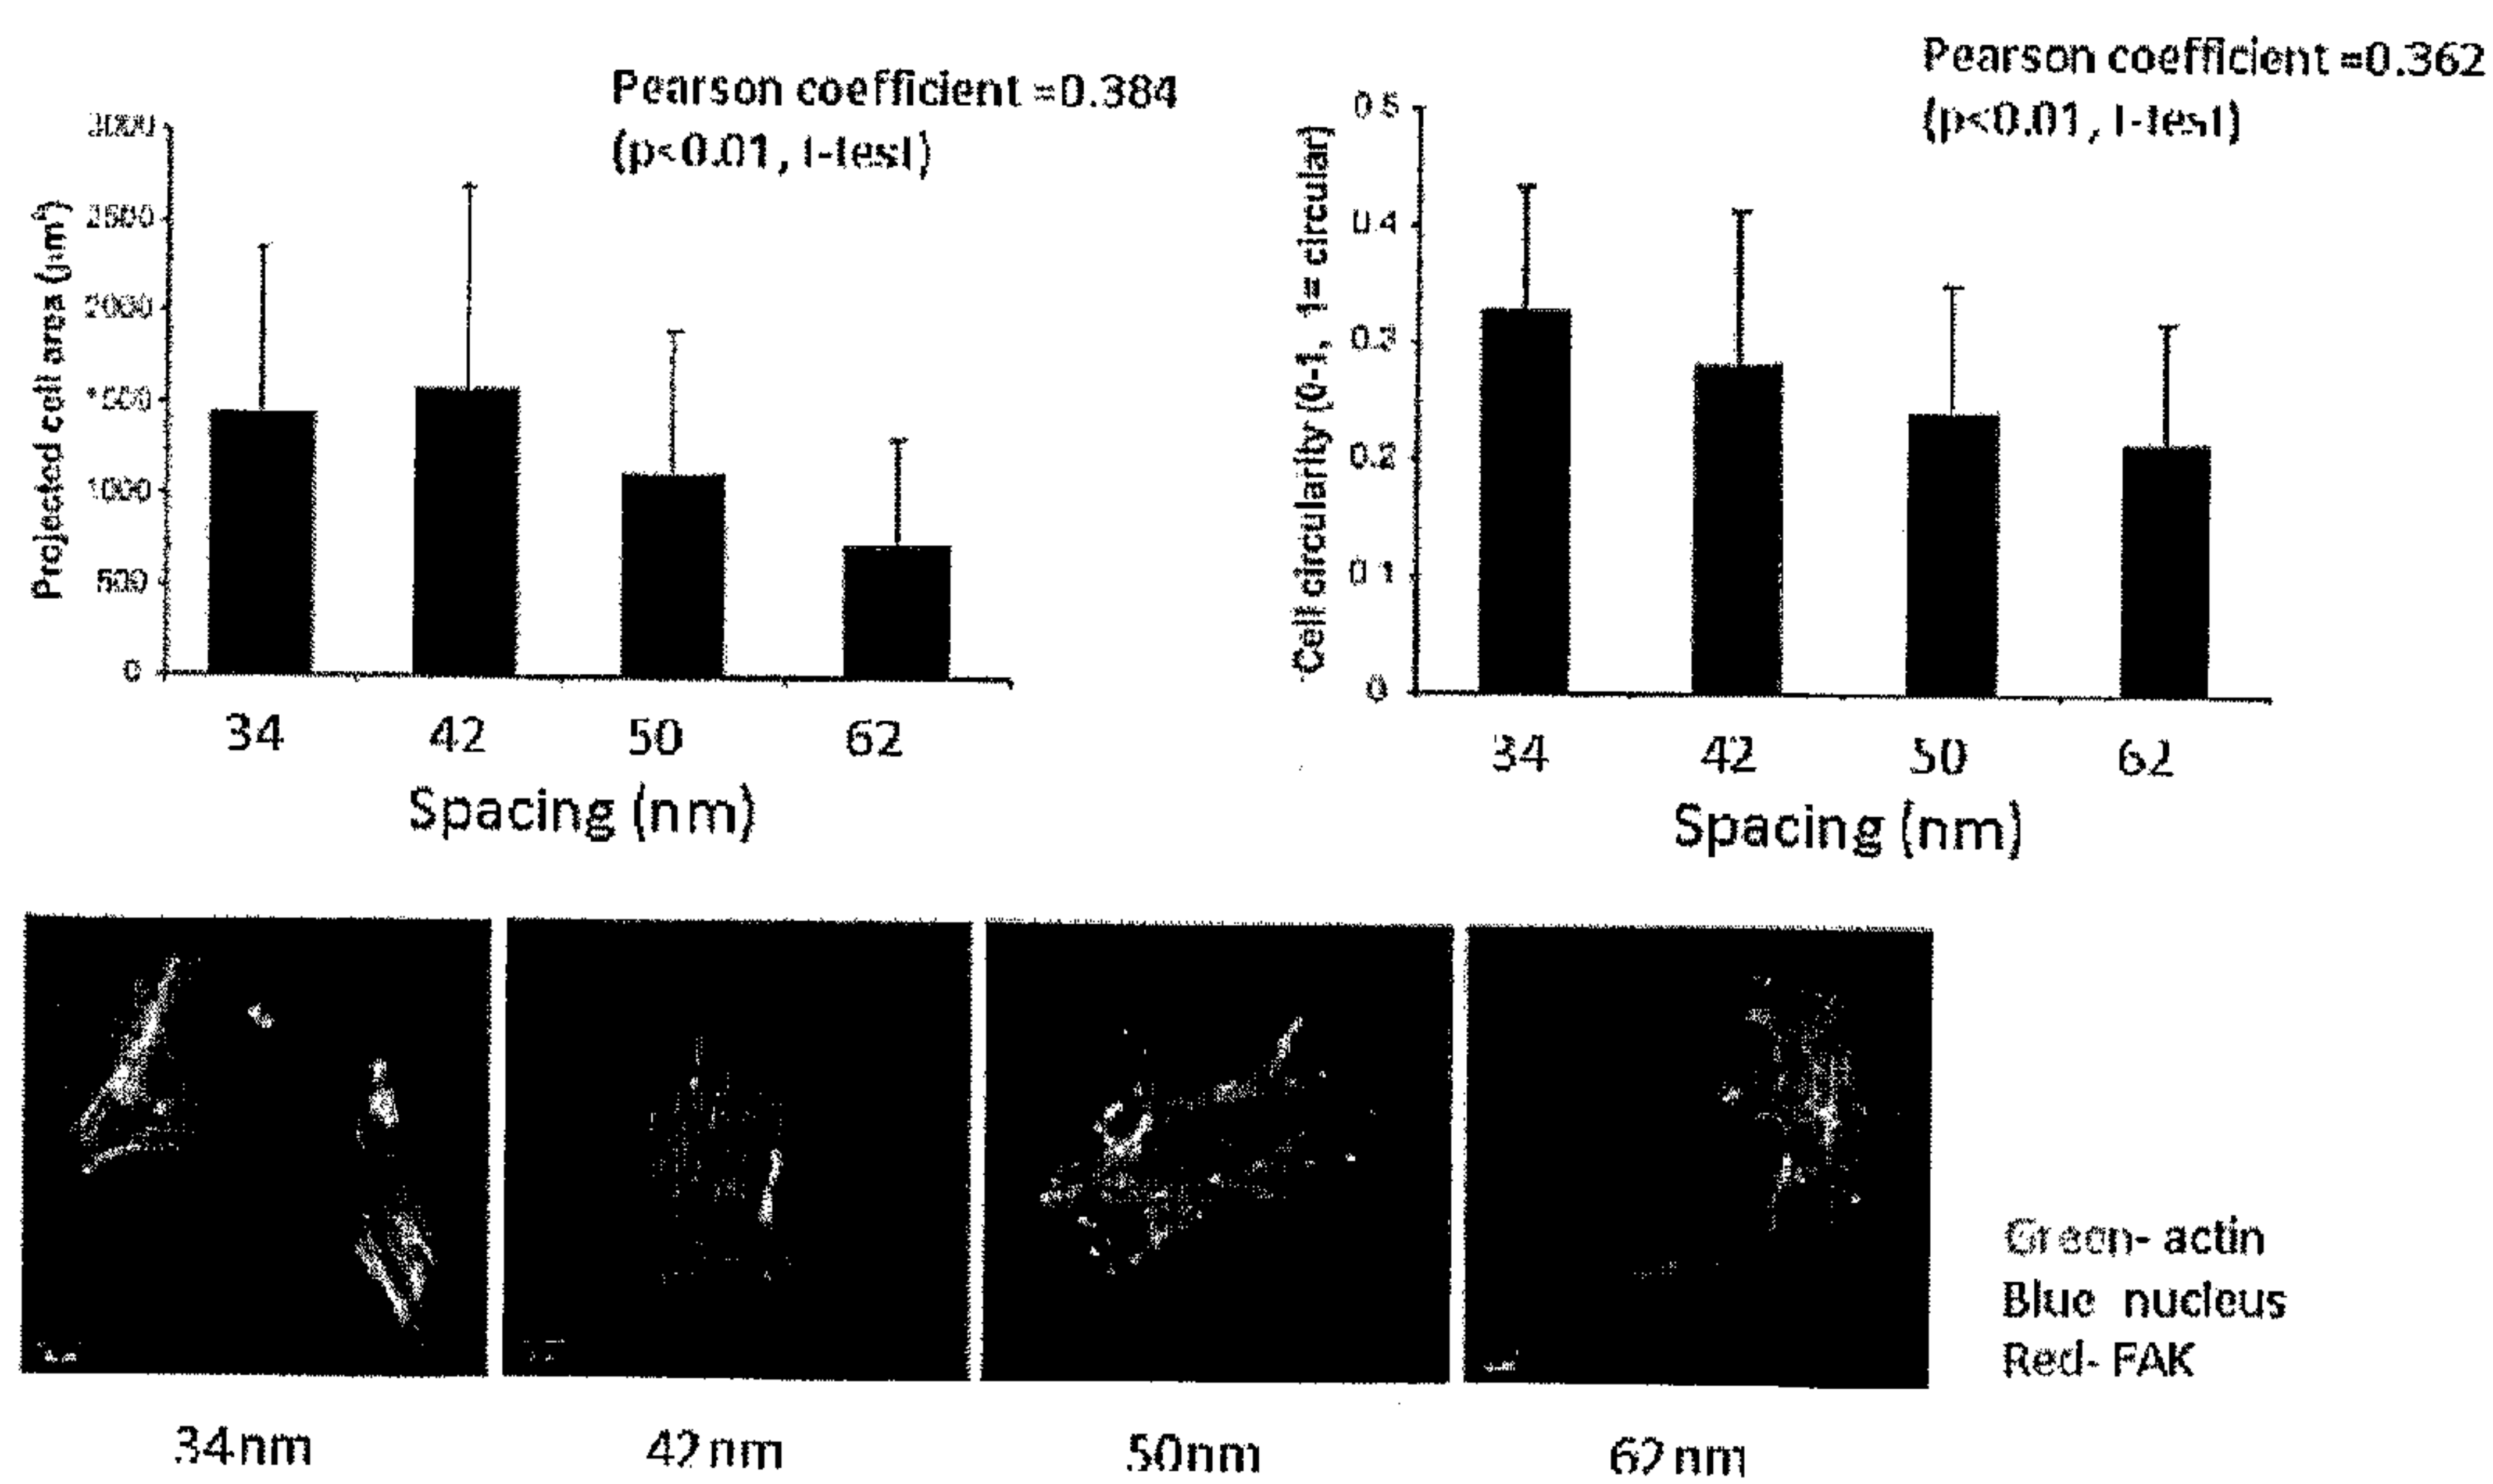 Pearson coefficient =0.384
(p<0.01, t-test)
Projected cell area (µm²)
3000
2500
2000
1500
1000
500
0
34 42 50 62
Spacing (nm)
Pearson coefficient =0.362
(p<0.01, t-test)
Cell circularity (0-1, 1= circular)
0.5
0.4
0.3
0.2
0.1
0
34 42 50 62
Spacing (nm)
Green- actin
Blue nucleus
Red- FAK
34nm 42nm 50nm 62nm